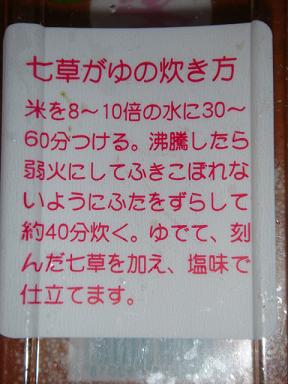 七草がゆの炊き方
米を8〜10倍の水に30〜
60分つける。沸騰したら
弱火にしてふきこぼれな
いようにふたをずらして
約40分炊く。ゆでて、刻
んだ七草を加え、塩味で
仕立てます。